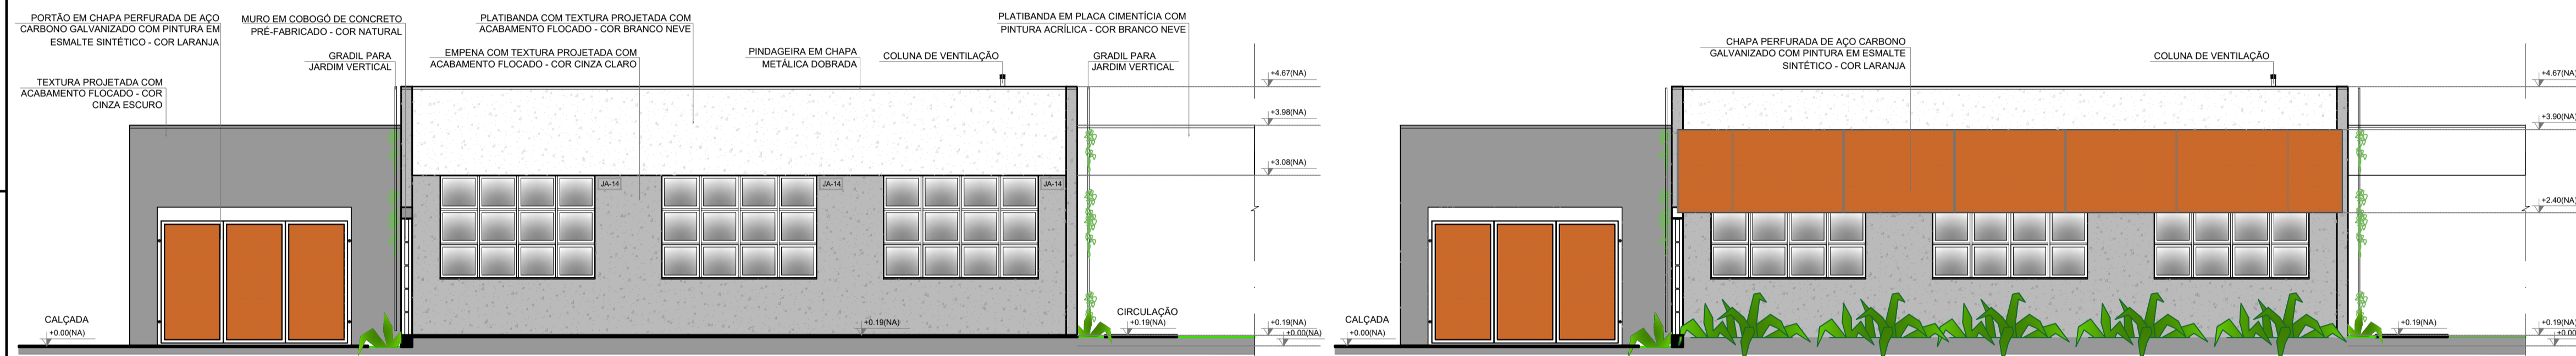 PORTÃO EM CHAPA PERFURADA DE AÇO
CARBONO GALVANIZADO COM PINTURA EM
ESMALTE SINTÉTICO - COR LARANJA
MURO EM COBOGÓ DE CONCRETO
PRÉ-FABRICADO - COR NATURAL
PLATIBANDA COM TEXTURA PROJETADA COM
ACABAMENTO FLOCADO - COR BRANCO NEVE
PLATIBANDA EM PLACA CIMENTÍCIA COM
PINTURA ACRÍLICA - COR BRANCO NEVE
GRADIL PARA
JARDIM VERTICAL
EMPENA COM TEXTURA PROJETADA COM
ACABAMENTO FLOCADO - COR CINZA CLARO
PINDAGEIRA EM CHAPA
METÁLICA DOBRADA
COLUNA DE VENTILAÇÃO
GRADIL PARA
JARDIM VERTICAL
TEXTURA PROJETADA COM
ACABAMENTO FLOCADO - COR
CINZA ESCURO
+4.67(NA)
+3.98(NA)
+3.08(NA)
JA-14
JA-14
JA-14
CALÇADA
+0.00(NA)
+0.19(NA)
CIRCULAÇÃO
+0.19(NA)
+0.19(NA)
+0.00(NA)
CHAPA PERFURADA DE AÇO CARBONO
GALVANIZADO COM PINTURA EM ESMALTE
SINTÉTICO - COR LARANJA
COLUNA DE VENTILAÇÃO
+4.67(NA)
+3.90(NA)
+2.40(NA)
CALÇADA
+0.00(NA)
+0.19(NA)
+0.19(NA)
+0.00